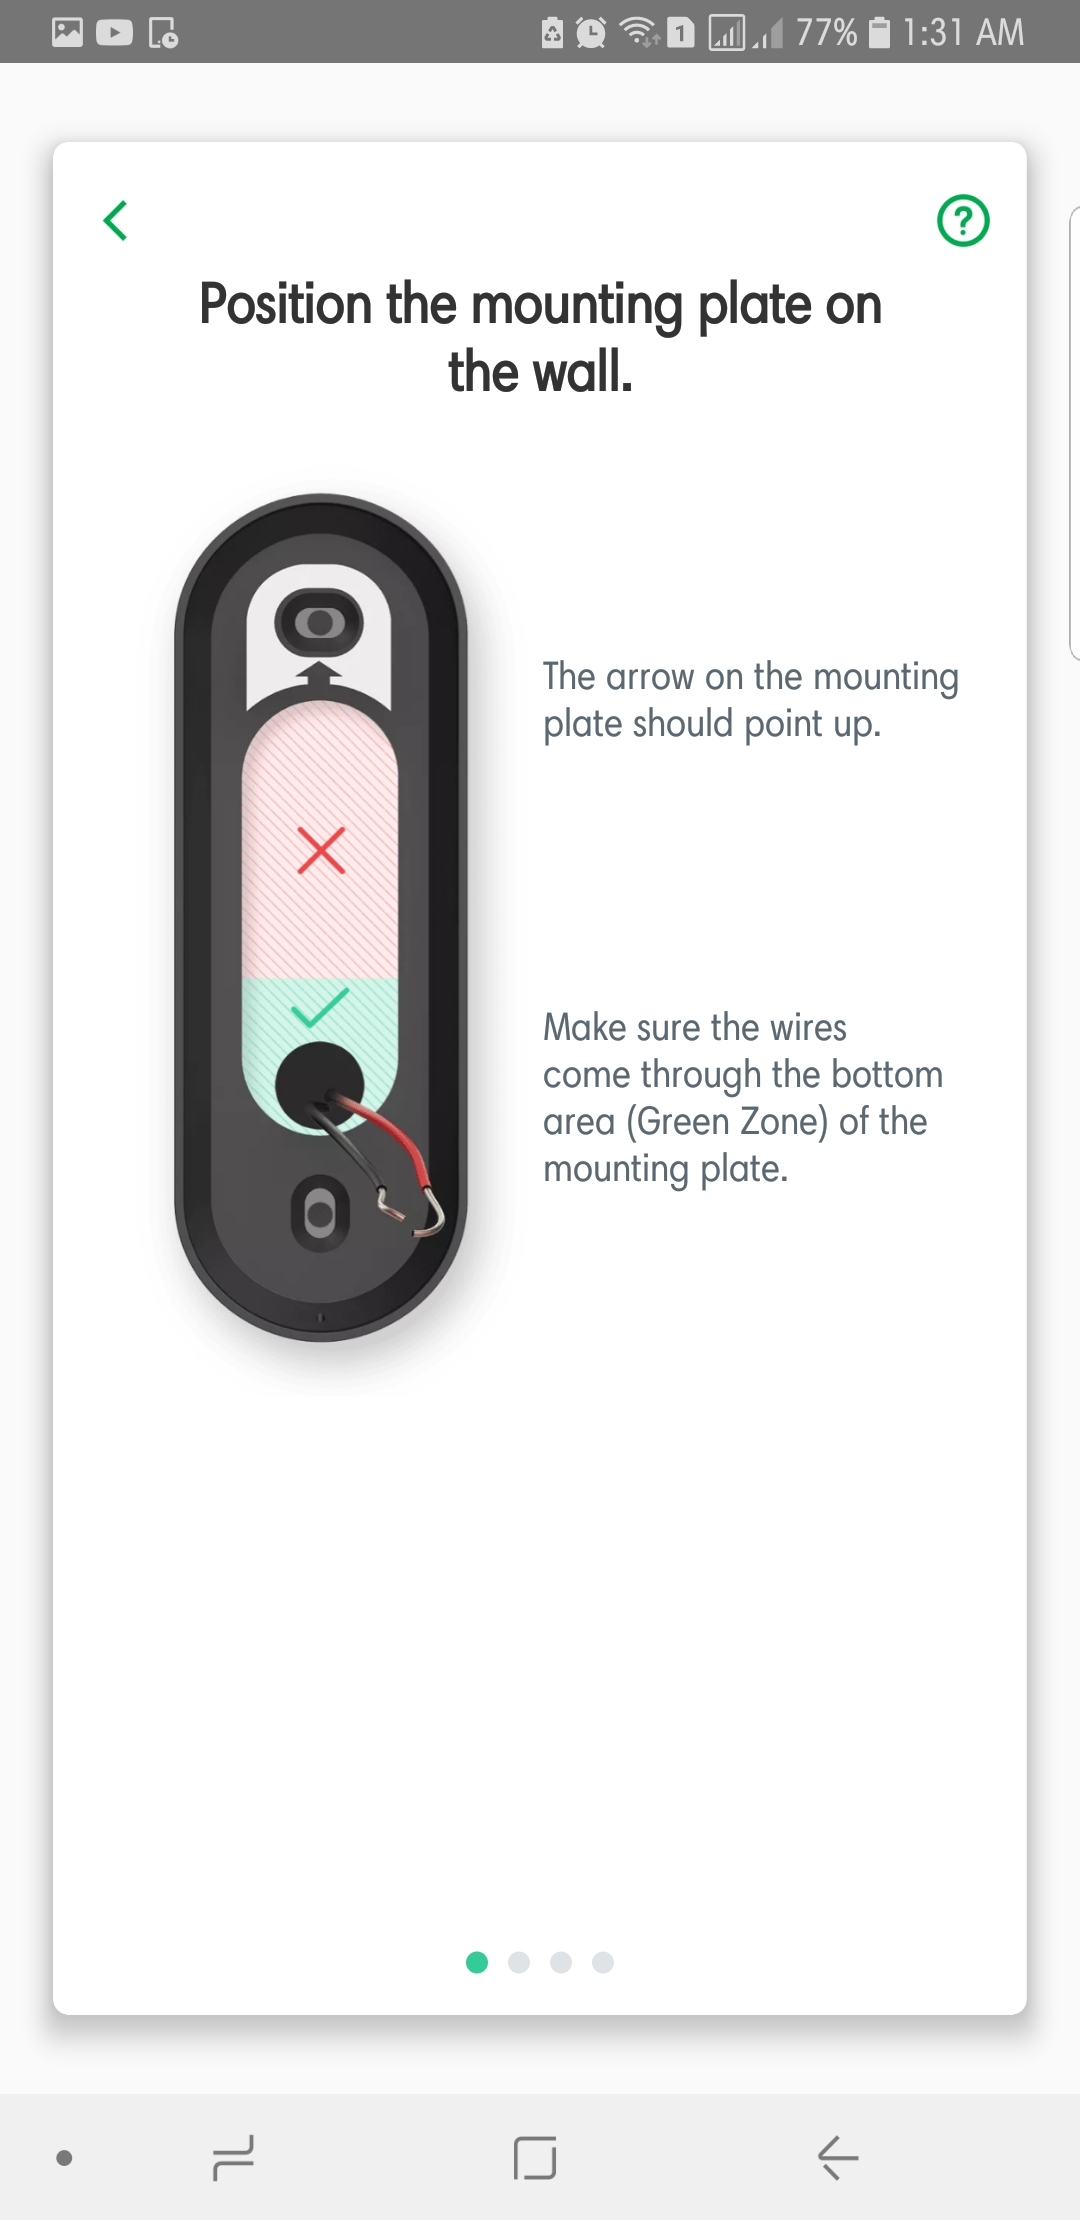 1 77% 1:31 AM
Position the mounting plate on
the wall.
The arrow on the mounting
plate should point up.
Make sure the wires
come through the bottom
area (Green Zone) of the
mounting plate.